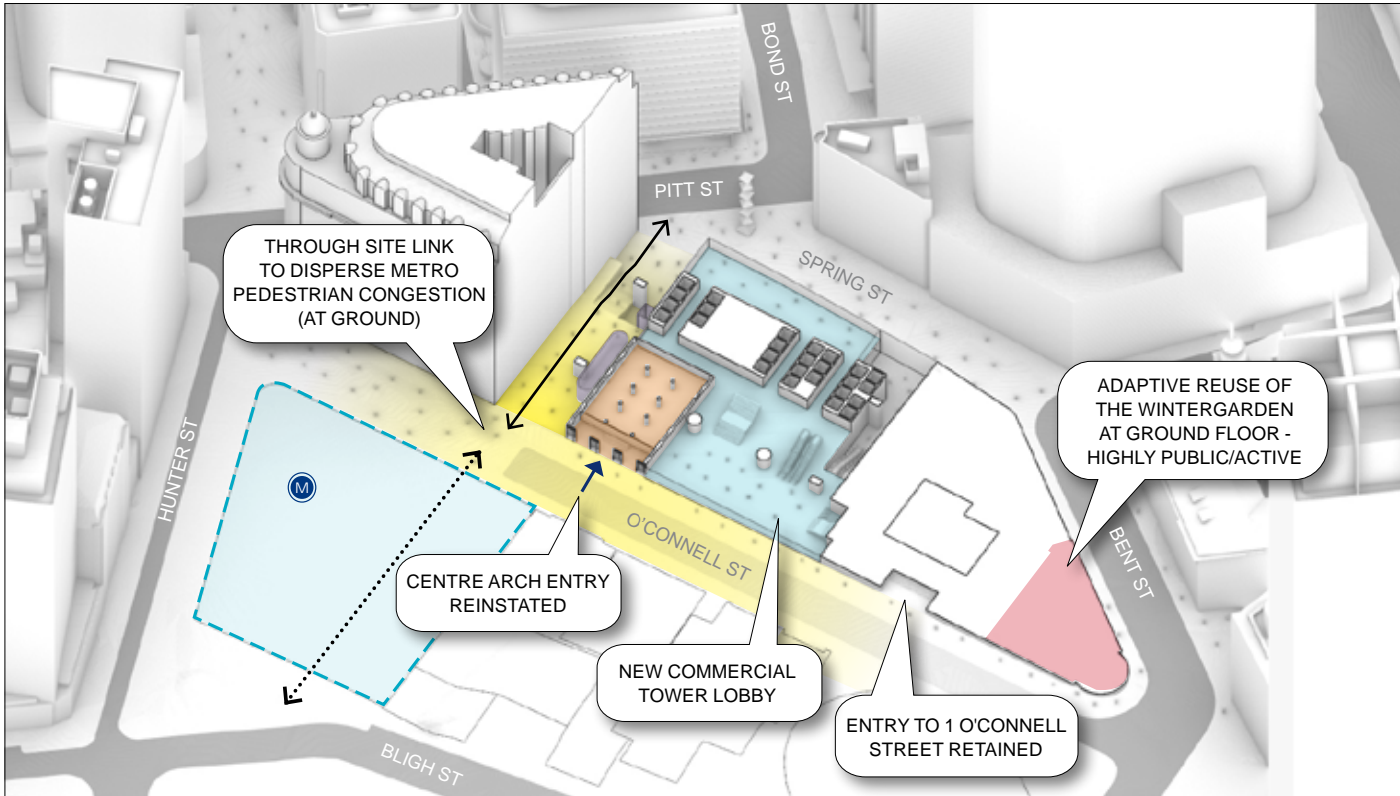 BOND ST
PITT ST
THROUGH SITE LINK
TO DISPERSE METRO
PEDESTRIAN CONGESTION
(AT GROUND)
SPRING ST
ADAPTIVE REUSE OF
THE WINTERGARDEN
AT GROUND FLOOR -
HIGHLY PUBLIC/ACTIVE
HUNTER ST
M
O'CONNELL ST
CENTRE ARCH ENTRY
REINSTATED
BENT ST
NEW COMMERCIAL
TOWER LOBBY
ENTRY TO 1 O'CONNELL
STREET RETAINED
BLIGH ST